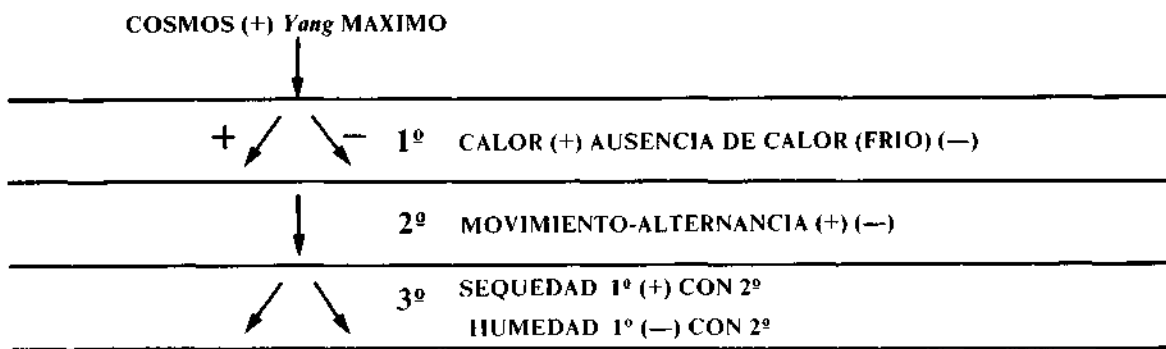 COSMOS (+) Yang MAXIMO
+ − 1º CALOR (+) AUSENCIA DE CALOR (FRIO) (—)
2º MOVIMIENTO-ALTERNANCIA (+) (—)
3º SEQUEDAD 1º (+) CON 2º
HUMEDAD 1º (—) CON 2º